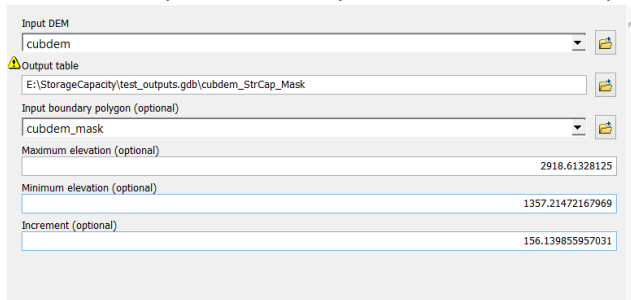 Input DEM
cubdem
Output table
E:\StorageCapacity\test_outputs.gdb\cubdem_StrCap_Mask
Input boundary polygon (optional)
cubdem_mask
Maximum elevation (optional)
2918.61328125
Minimum elevation (optional)
1357.21472167969
Increment (optional)
156.139855957031